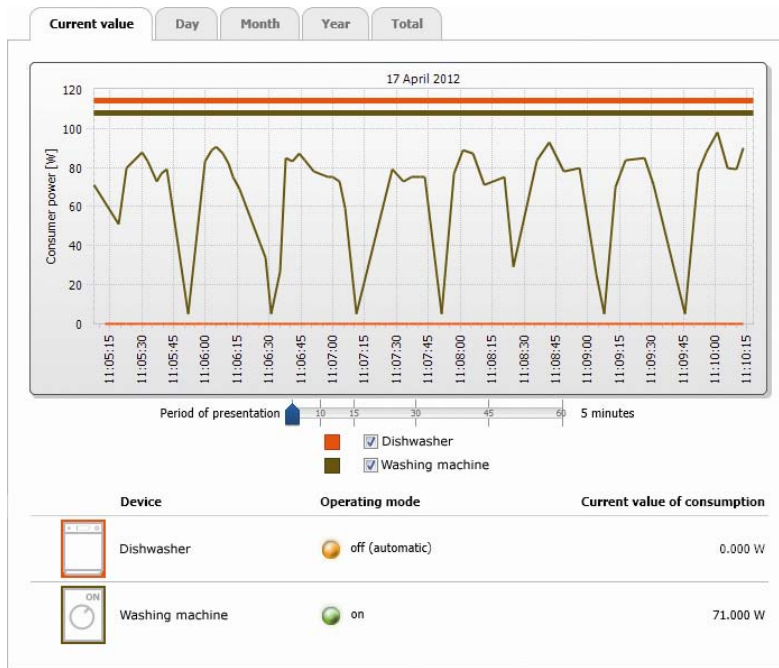 Current value Day Month Year Total
17 April 2012
Consumer power [W]
120
100
80
60
40
20
0
11:05:15 11:05:30 11:05:45 11:06:00 11:06:15 11:06:30 11:06:45 11:07:00 11:07:15 11:07:30 11:07:45 11:08:00 11:08:15 11:08:30 11:09:00 11:09:15 11:09:30 11:09:45 11:10:00 11:10:15
Period of presentation 10 15 30 45 60 5 minutes
Dishwasher
Washing machine
Device Operating mode Current value of consumption
Dishwasher off (automatic) 0.000 W
ON
Washing machine on 71.000 W